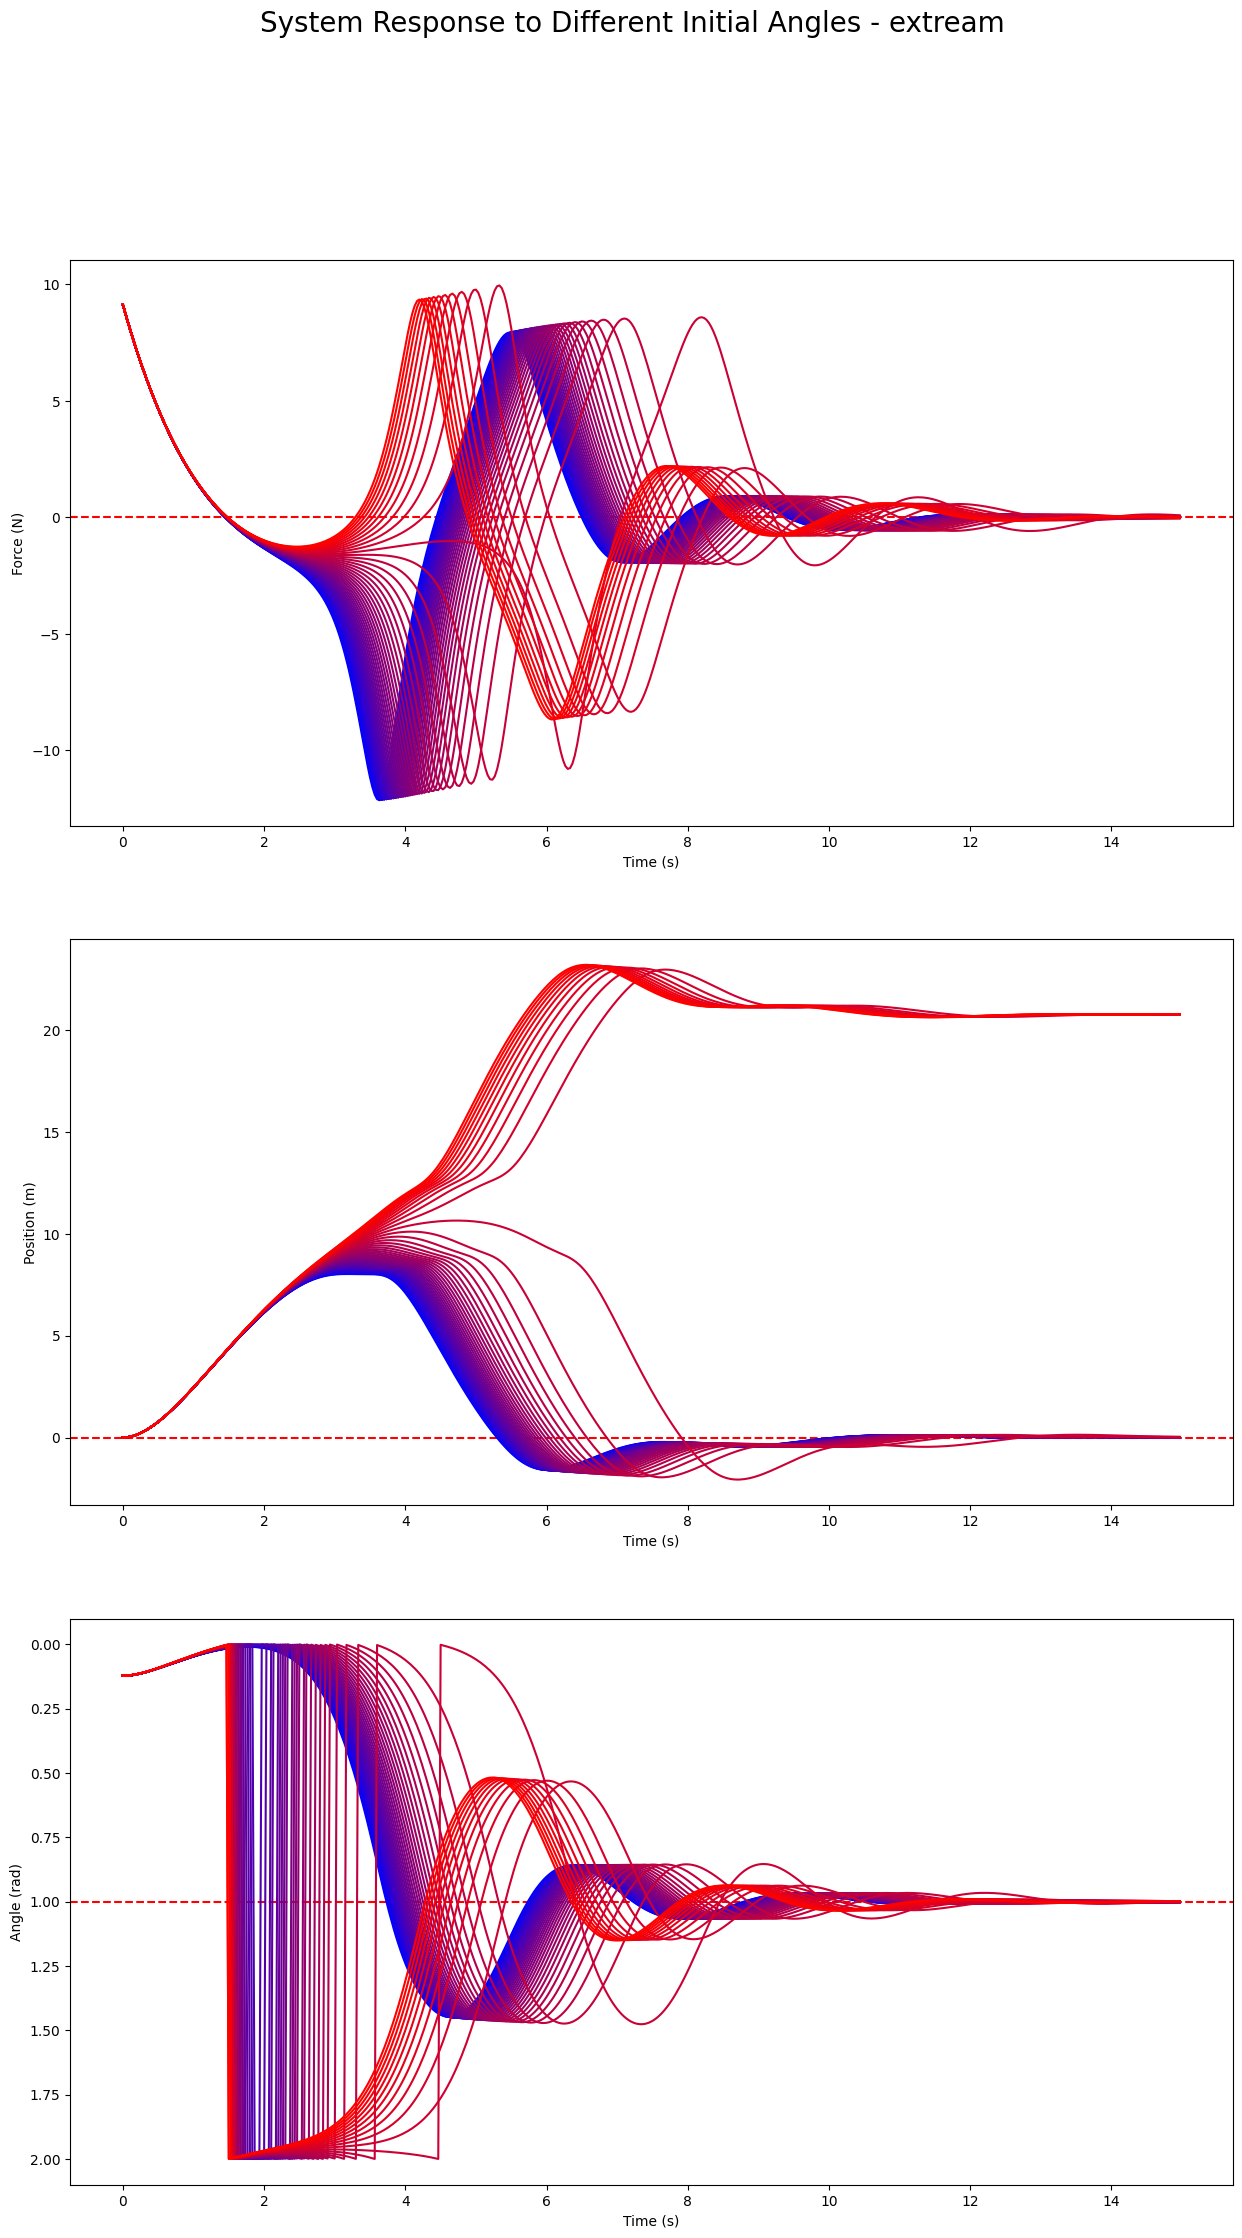 System Response to Different Initial Angles - extream
10
5
0
−5
−10
Force (N)
0 2 4 6 8 10 12 14
Time (s)
20
15
10
5
0
Position (m)
0 2 4 6 8 10 12 14
Time (s)
0.00
0.25
0.50
0.75
1.00
1.25
1.50
1.75
2.00
Angle (rad)
0 2 4 6 8 10 12 14
Time (s)